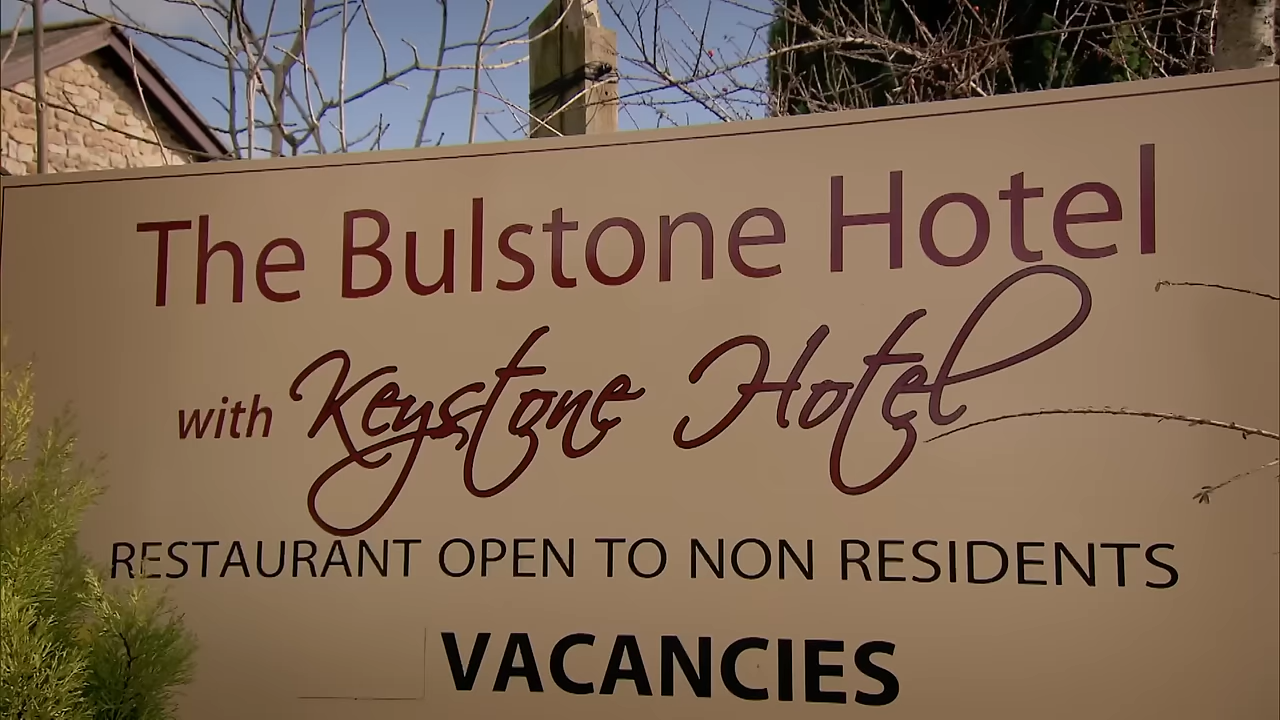 The Bulstone Hotel
with Keystone Hotel
RESTAURANT OPEN TO NON RESIDENTS
VACANCIES